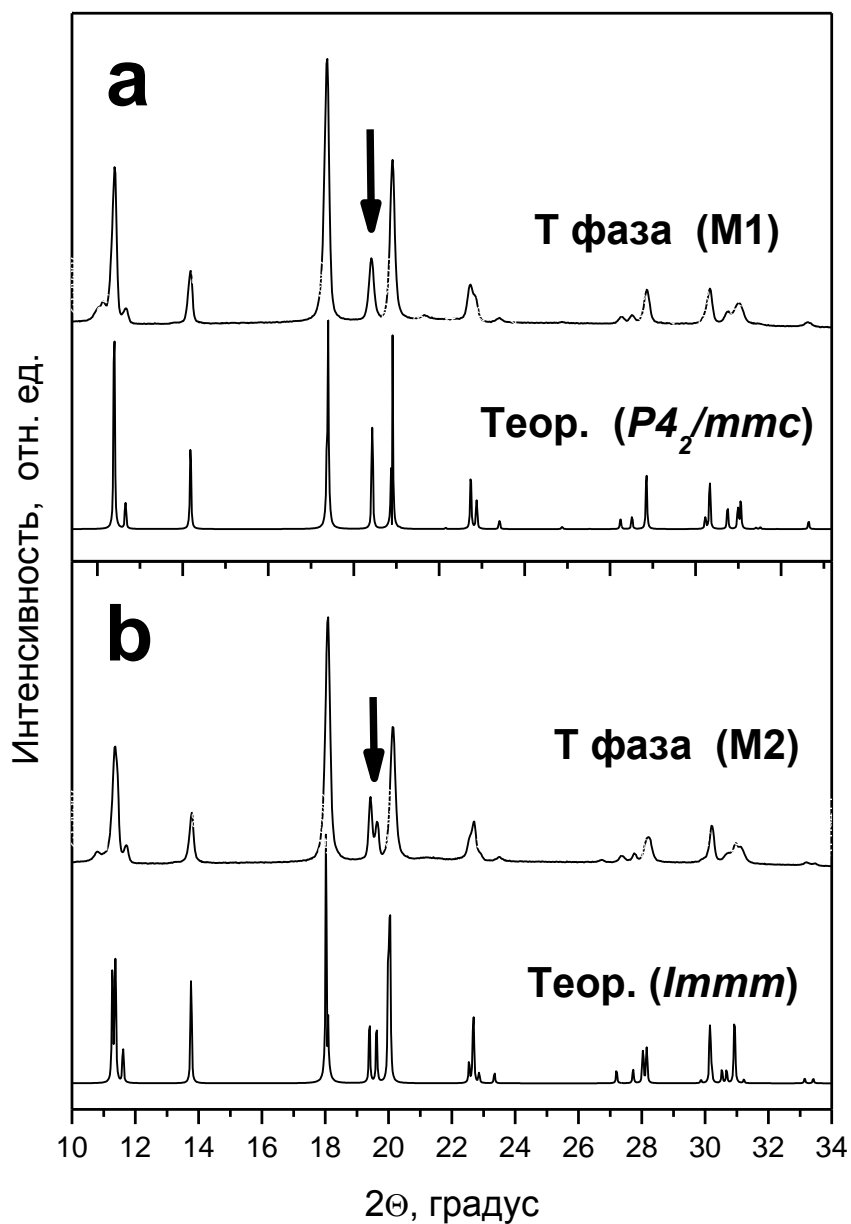 a
T фаза (M1)
Теор. (P4₂/mmc)
Интенсивность, отн. ед.
b
T фаза (M2)
Теор. (Immm)
10 12 14 16 18 20 22 24 26 28 30 32 34
2Θ, градус